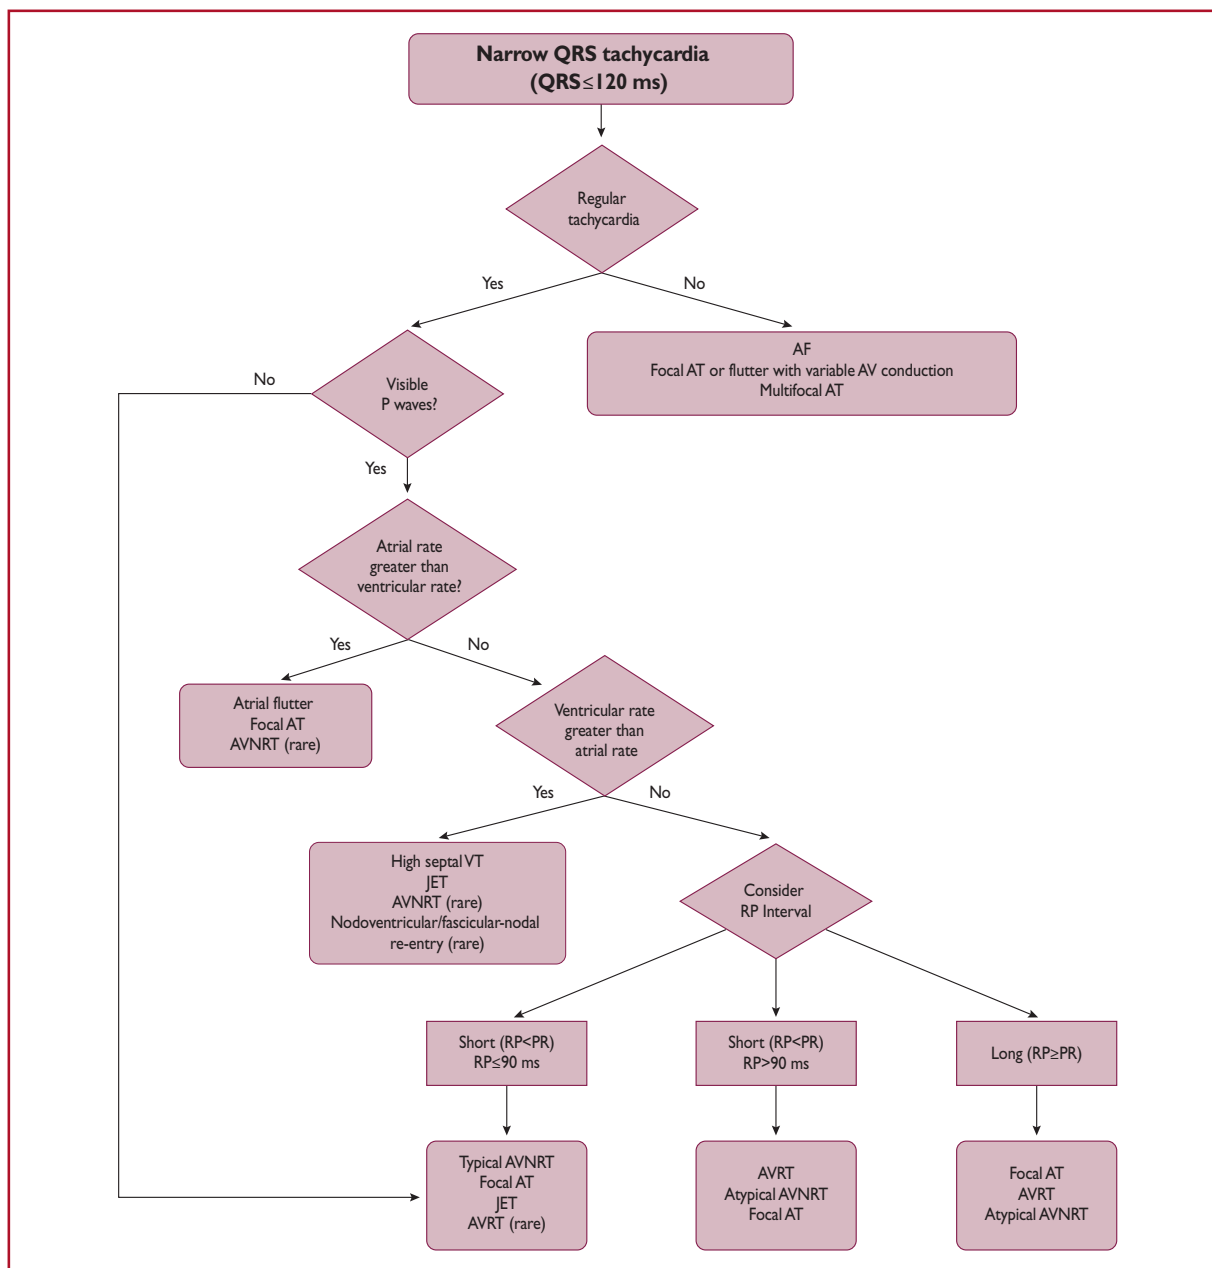 Narrow QRS tachycardia
(QRS≤120 ms)
Regular
tachycardia
Yes
No
AF
Focal AT or flutter with variable AV conduction
Multifocal AT
No
Visible
P waves?
Yes
Atrial rate
greater than
ventricular rate?
Yes
No
Atrial flutter
Focal AT
AVNRT (rare)
Ventricular rate
greater than
atrial rate
Yes
No
High septal VT
JET
AVNRT (rare)
Nodoventricular/fascicular-nodal
re-entry (rare)
Consider
RP Interval
Short (RP<PR)
RP≤90 ms
Short (RP<PR)
RP>90 ms
Long (RP≥PR)
Typical AVNRT
Focal AT
JET
AVRT (rare)
AVRT
Atypical AVNRT
Focal AT
Focal AT
AVRT
Atypical AVNRT